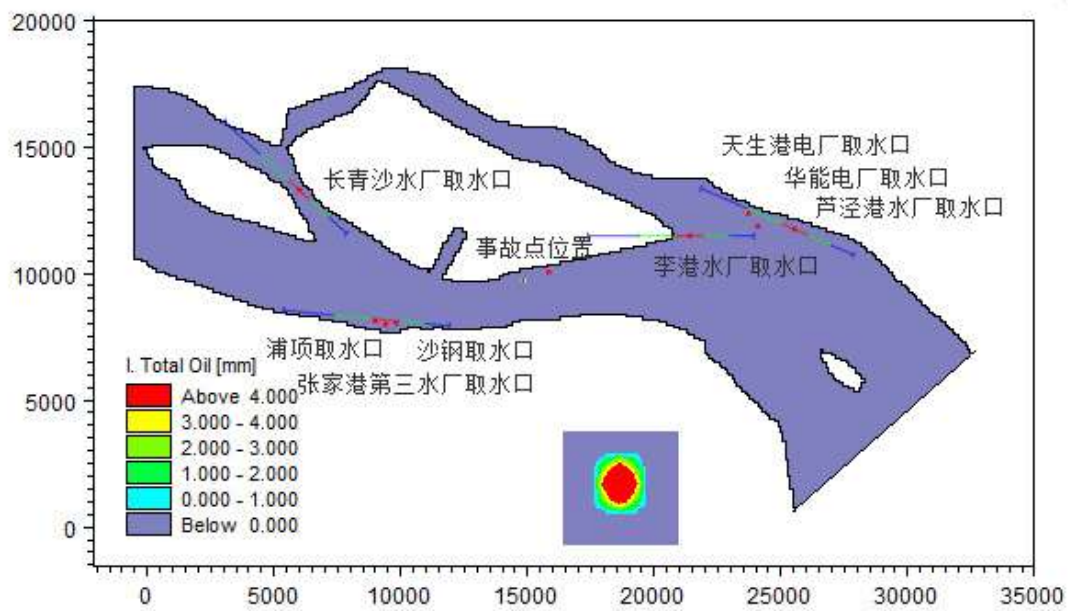 20000
15000
10000
5000
0
天生港电厂取水口
华能电厂取水口
芦泾港水厂取水口
长青沙水厂取水口
事故点位置
李港水厂取水口
浦项取水口 沙钢取水口
张家港第三水厂取水口
I. Total Oil [mm]
Above 4.000
3.000 - 4.000
2.000 - 3.000
1.000 - 2.000
0.000 - 1.000
Below 0.000
0 5000 10000 15000 20000 25000 30000 35000